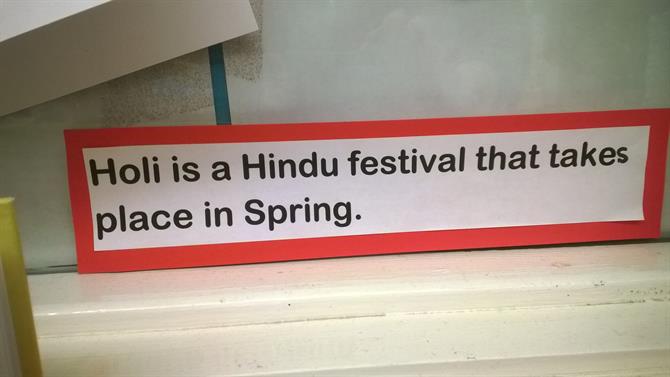 Holi is a Hindu festival that takes
place in Spring.